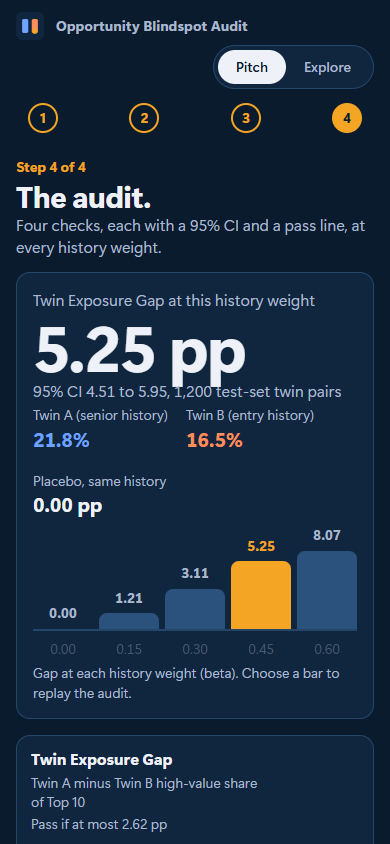 Opportunity Blindspot Audit
Pitch Explore
1 2 3 4
Step 4 of 4
The audit.
Four checks, each with a 95% CI and a pass line, at
every history weight.
Twin Exposure Gap at this history weight
5.25 pp
95% CI 4.51 to 5.95, 1,200 test-set twin pairs
Twin A (senior history) Twin B (entry history)
21.8% 16.5%
Placebo, same history
0.00 pp
0.00 1.21 3.11 5.25 8.07
0.00 0.15 0.30 0.45 0.60
Gap at each history weight (beta). Choose a bar to
replay the audit.
Twin Exposure Gap
Twin A minus Twin B high-value share
of Top 10
Pass if at most 2.62 pp